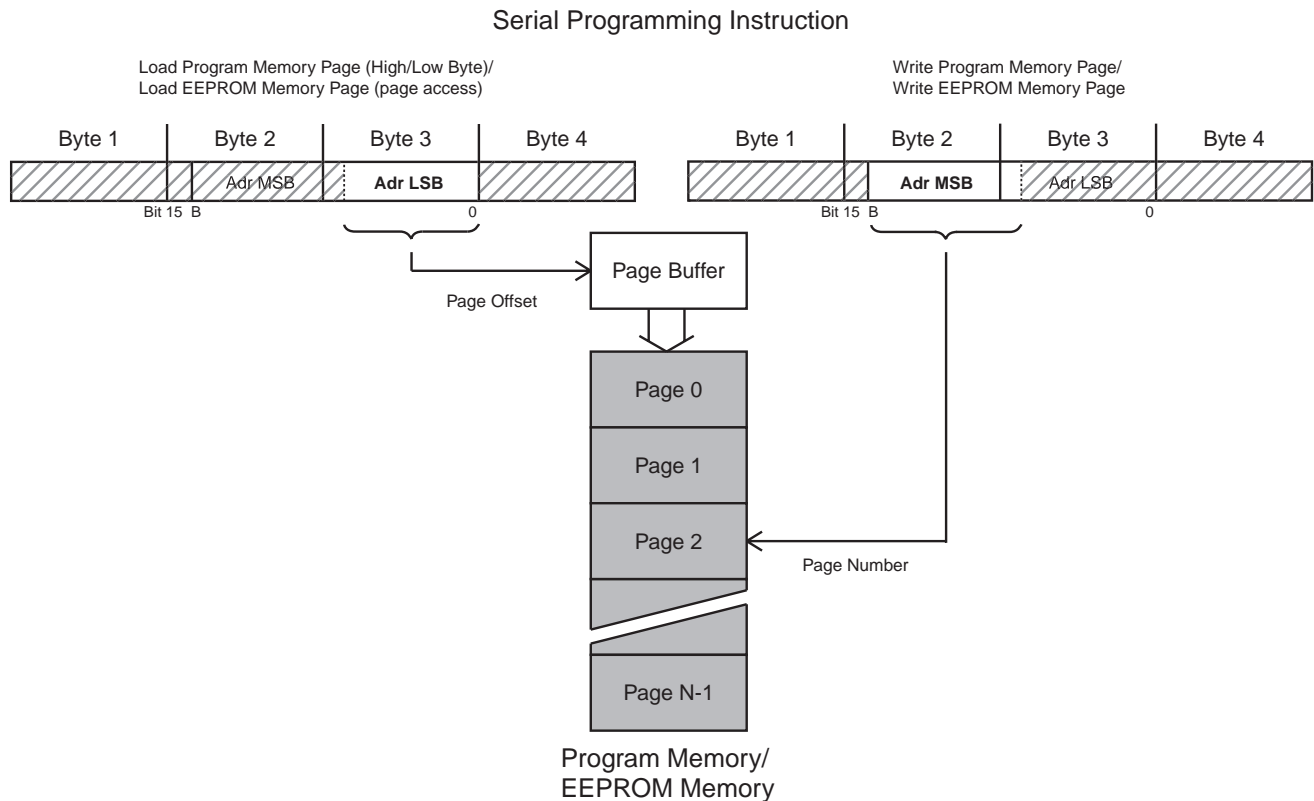 Serial Programming Instruction
Load Program Memory Page (High/Low Byte)/
Load EEPROM Memory Page (page access)
Write Program Memory Page/
Write EEPROM Memory Page
Byte 1 Byte 2 Byte 3 Byte 4
Byte 1 Byte 2 Byte 3 Byte 4
Adr MSB Adr LSB
Adr MSB Adr LSB
Bit 15 B 0
Bit 15 B 0
Page Buffer
Page Offset
Page 0
Page 1
Page 2
Page Number
Page N-1
Program Memory/
EEPROM Memory